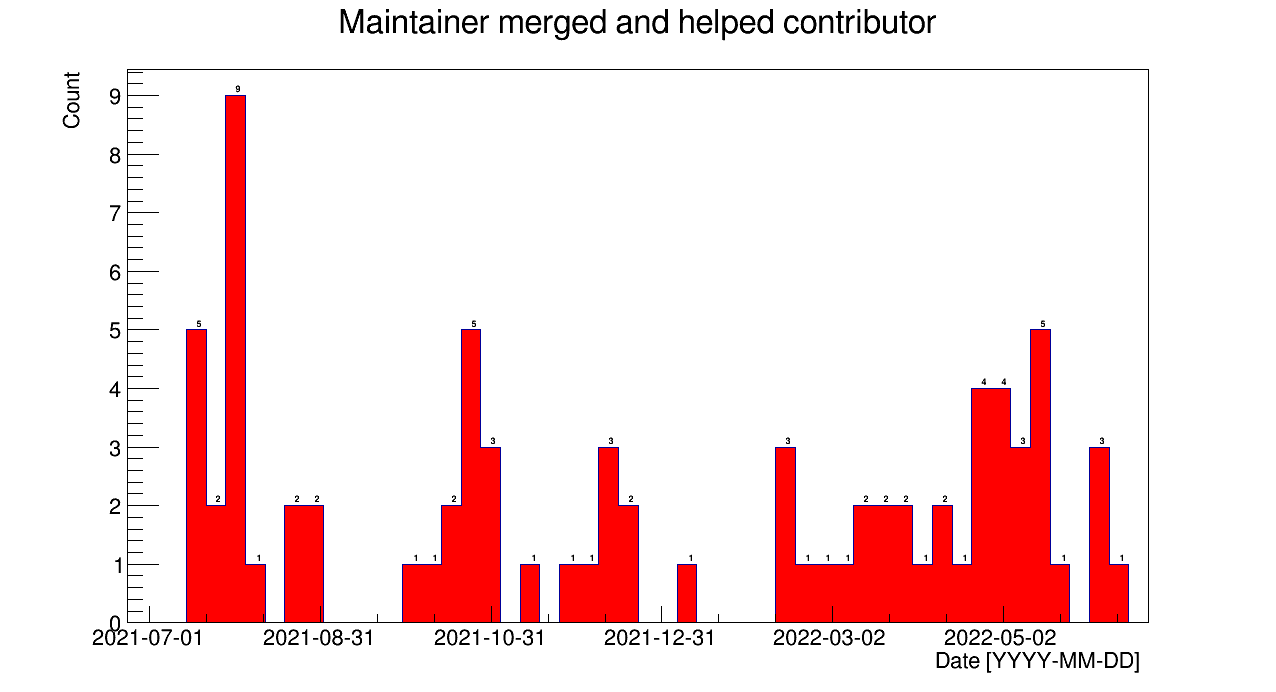 Maintainer merged and helped contributor
Count
9
8
7
6
5
4
3
2
1
0
5 2 9 1 2 2 1 1 2 5 3 1 1 1 3 2 1 3 1 1 1 2 2 2 1 2 1 4 4 3 5 1 3 1
2021-07-01 2021-08-31 2021-10-31 2021-12-31 2022-03-02 2022-05-02
Date [YYYY-MM-DD]